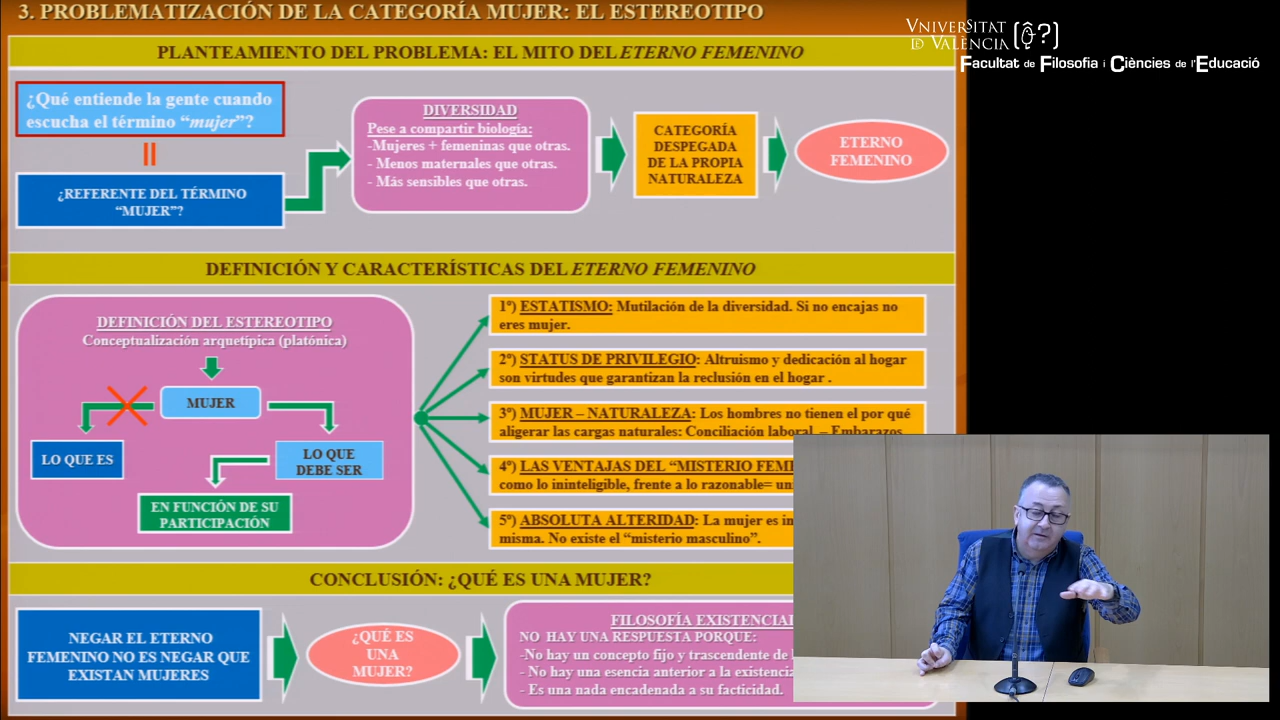 3. PROBLEMATIZACIÓN DE LA CATEGORÍA MUJER: EL ESTEREOTIPO
VNIVERSITAT
ID VALÈNCIA
Facultat de Filosofia i Ciències de l'Educació
PLANTEAMIENTO DEL PROBLEMA: EL MITO DEL ETERNO FEMENINO
¿Qué entiende la gente cuando
escucha el término “mujer”?
¿REFERENTE DEL TÉRMINO
“MUJER”?
DIVERSIDAD
Pese a compartir biología:
-Mujeres + femeninas que otras.
- Menos maternales que otras.
- Más sensibles que otras.
CATEGORÍA
DESPEGADA
DE LA PROPIA
NATURALEZA
ETERNO
FEMENINO
DEFINICIÓN Y CARACTERÍSTICAS DEL ETERNO FEMENINO
DEFINICIÓN DEL ESTEREOTIPO
Conceptualización arquetípica (platónica)
MUJER
LO QUE ES
LO QUE
DEBE SER
EN FUNCIÓN DE SU
PARTICIPACIÓN
1º) ESTATISMO: Mutilación de la diversidad. Si no encajas no
eres mujer.
2º) STATUS DE PRIVILEGIO: Altruismo y dedicación al hogar
son virtudes que garantizan la reclusión en el hogar .
3º) MUJER – NATURALEZA: Los hombres no tienen el por qué
aligerar las cargas naturales: Conciliación laboral. – Embarazos
4º) LAS VENTAJAS DEL “MISTERIO FEM
como lo ininteligible, frente a lo razonable= un
5º) ABSOLUTA ALTERIDAD: La mujer es in
misma. No existe el “misterio masculino”.
CONCLUSIÓN: ¿QUÉ ES UNA MUJER?
NEGAR EL ETERNO
FEMENINO NO ES NEGAR QUE
EXISTAN MUJERES
¿QUÉ ES
UNA
MUJER?
FILOSOFÍA EXISTENCIAL
NO HAY UNA RESPUESTA PORQUE:
-No hay un concepto fijo y trascendente de
- No hay una esencia anterior a la existencia
- Es una nada encadenada a su facticidad.